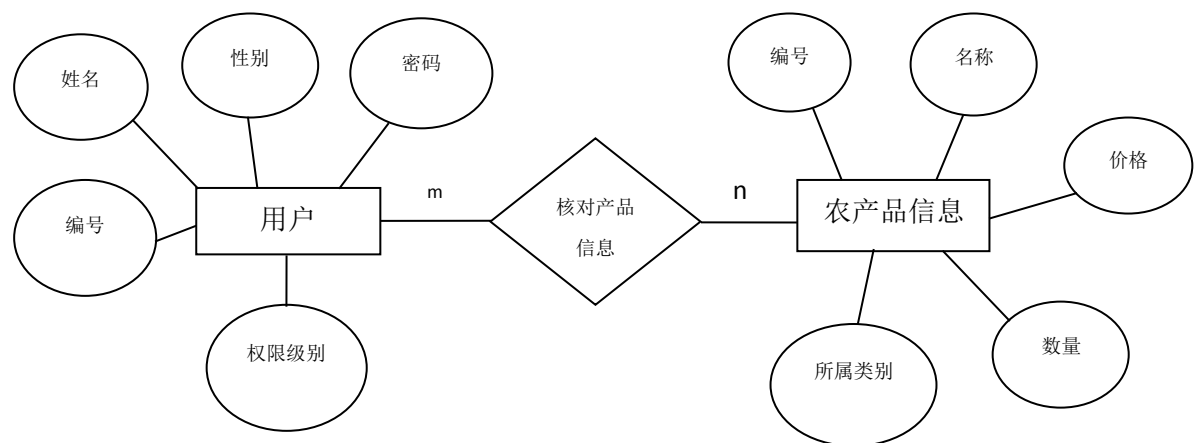 姓名
性别
密码
编号
用户
权限级别
m
核对产品
信息
n
编号
名称
价格
农产品信息
所属类别
数量